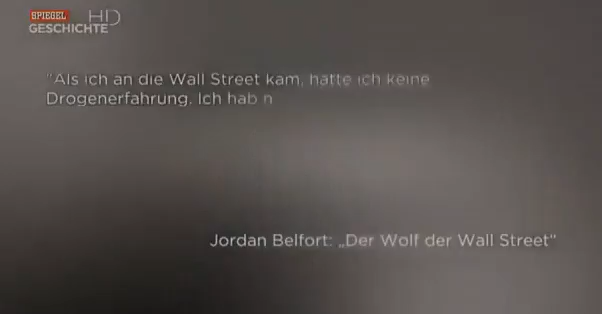 SPIEGEL HD
GESCHICHTE
"Als ich an die Wall Street kam, hatte ich keine
Drogenerfahrung. Ich hab n
Jordan Belfort: „Der Wolf der Wall Street"